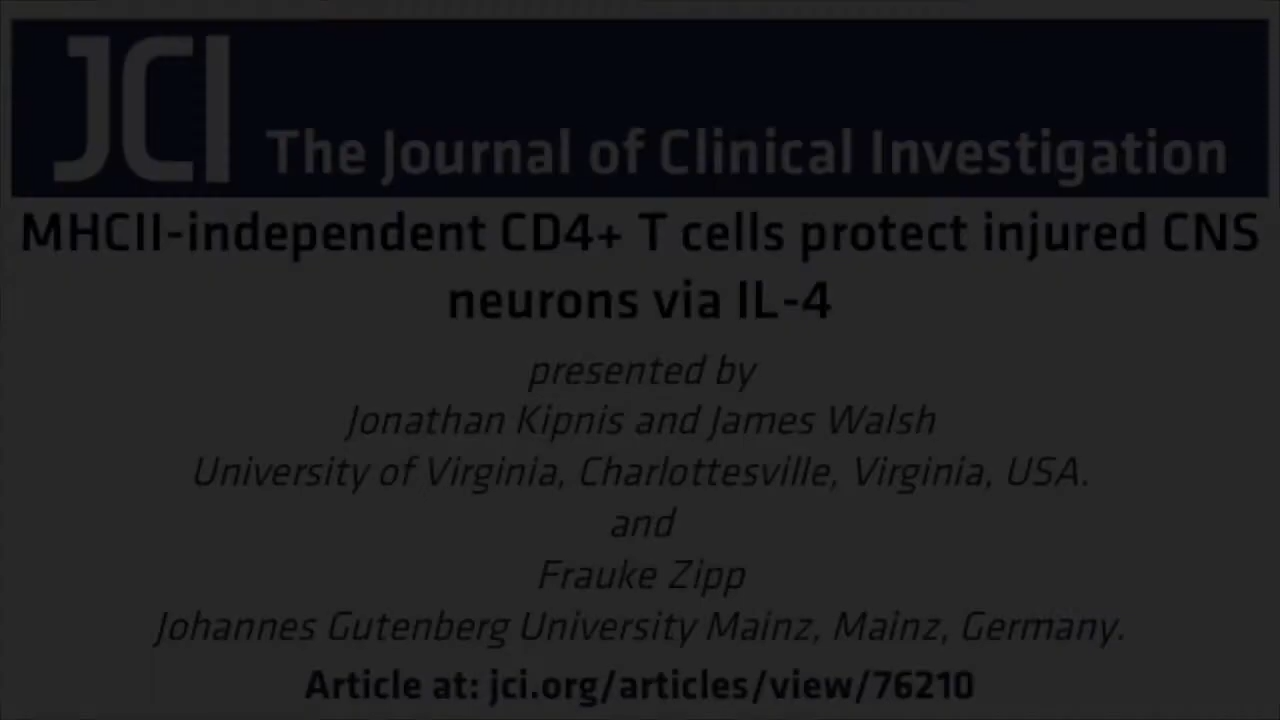 JCI The Journal of Clinical Investigation
MHCII-independent CD4+ T cells protect injured CNS
neurons via IL-4
presented by
Jonathan Kipnis and James Walsh
University of Virginia, Charlottesville, Virginia, USA.
and
Frauke Zipp
Johannes Gutenberg University Mainz, Mainz, Germany.
Article at: jci.org/articles/view/76210